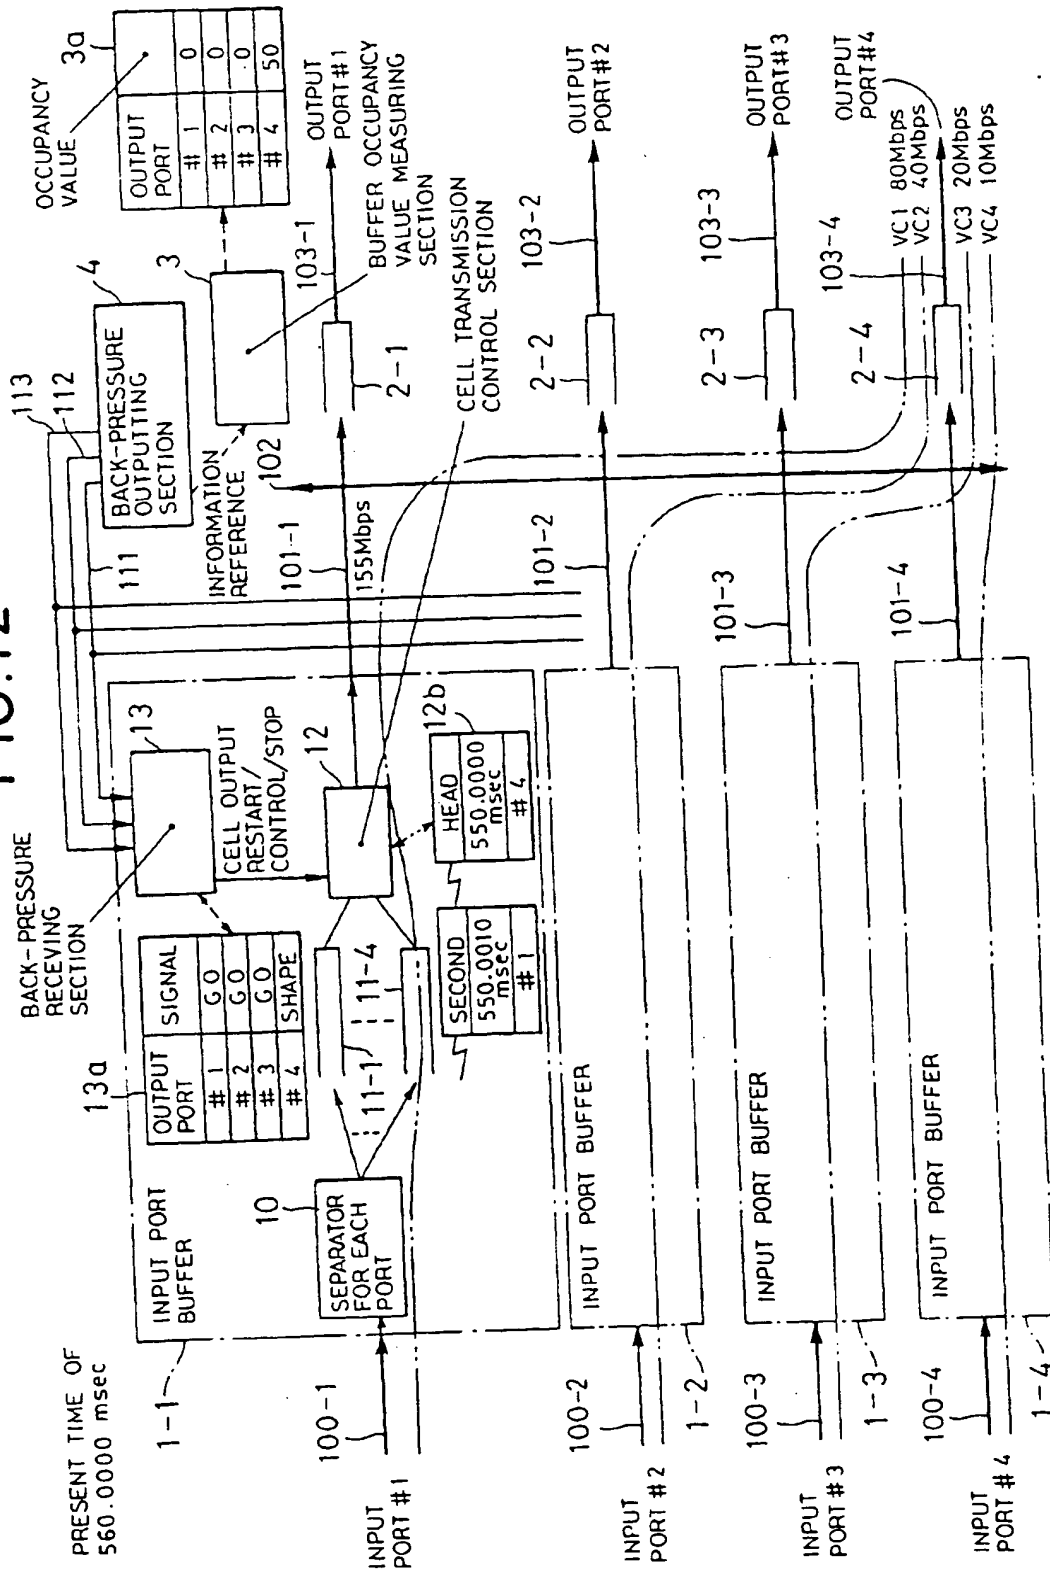 FIG.12
PRESENT TIME OF
560.0000 msec
BACK-PRESSURE
RECEVING
SECTION
13a
OUTPUT
PORT
SIGNAL
# 1 GO
# 2 GO
# 3 GO
# 4 SHAPE
13
CELL OUTPUT
RESTART/
CONTROL/STOP
1-1
INPUT PORT
BUFFER
10
SEPARATOR
FOR EACH
PORT
11-1
11-4
12
12b
SECOND
550.0010
msec
# 1
HEAD
550.0000
msec
# 4
100-1
INPUT
PORT #1
113
112
111
4
BACK-PRESSURE
OUTPUTTING
SECTION
INFORMATION
REFERENCE
102
3
OCCUPANCY
VALUE
3a
OUTPUT
PORT
# 1 0
# 2 0
# 3 0
# 4 50
BUFFER OCCUPANCY
VALUE MEASURING
SECTION
CELL TRANSMISSION
CONTROL SECTION
101-1
155Mbps
2-1
103-1
OUTPUT
PORT#1
100-2
INPUT
PORT #2
1-2
INPUT PORT BUFFER
101-2
2-2
103-2
OUTPUT
PORT#2
100-3
INPUT
PORT #3
1-3
INPUT PORT BUFFER
101-3
2-3
103-3
OUTPUT
PORT#3
100-4
INPUT
PORT #4
1-4
INPUT PORT BUFFER
101-4
2-4
103-4
OUTPUT
PORT#4
VC1 80Mbps
VC2 40Mbps
VC3 20Mbps
VC4 10Mbps